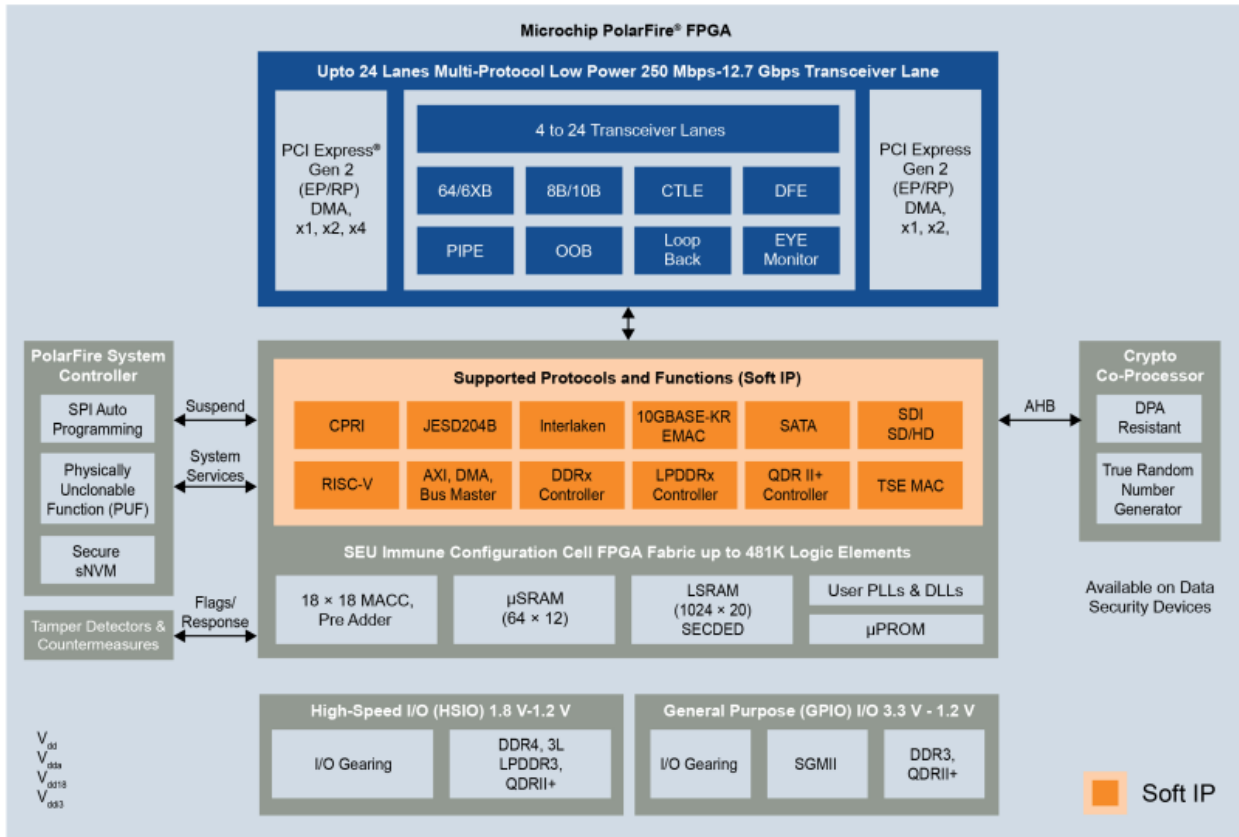 Microchip PolarFire® FPGA
Upto 24 Lanes Multi-Protocol Low Power 250 Mbps-12.7 Gbps Transceiver Lane
PCI Express®
Gen 2
(EP/RP)
DMA,
x1, x2, x4
4 to 24 Transceiver Lanes
64/6XB
8B/10B
CTLE
DFE
PIPE
OOB
Loop
Back
EYE
Monitor
PCI Express
Gen 2
(EP/RP)
DMA,
x1, x2,
PolarFire System
Controller
SPI Auto
Programming
Physically
Unclonable
Function (PUF)
Secure
sNVM
Tamper Detectors &
Countermeasures
Suspend
System
Services
Flags/
Response
Supported Protocols and Functions (Soft IP)
CPRI
JESD204B
Interlaken
10GBASE-KR
EMAC
SATA
SDI
SD/HD
RISC-V
AXI, DMA,
Bus Master
DDRx
Controller
LPDDRx
Controller
QDR II+
Controller
TSE MAC
SEU Immune Configuration Cell FPGA Fabric up to 481K Logic Elements
18 × 18 MACC,
Pre Adder
µSRAM
(64 × 12)
LSRAM
(1024 × 20)
SECDED
User PLLs & DLLs
µPROM
AHB
Crypto
Co-Processor
DPA
Resistant
True Random
Number
Generator
Available on Data
Security Devices
High-Speed I/O (HSIO) 1.8 V-1.2 V
I/O Gearing
DDR4, 3L
LPDDR3,
QDRII+
General Purpose (GPIO) I/O 3.3 V - 1.2 V
I/O Gearing
SGMII
DDR3,
QDRII+
Vdd
Vdda
Vdd18
Vddi3
Soft IP